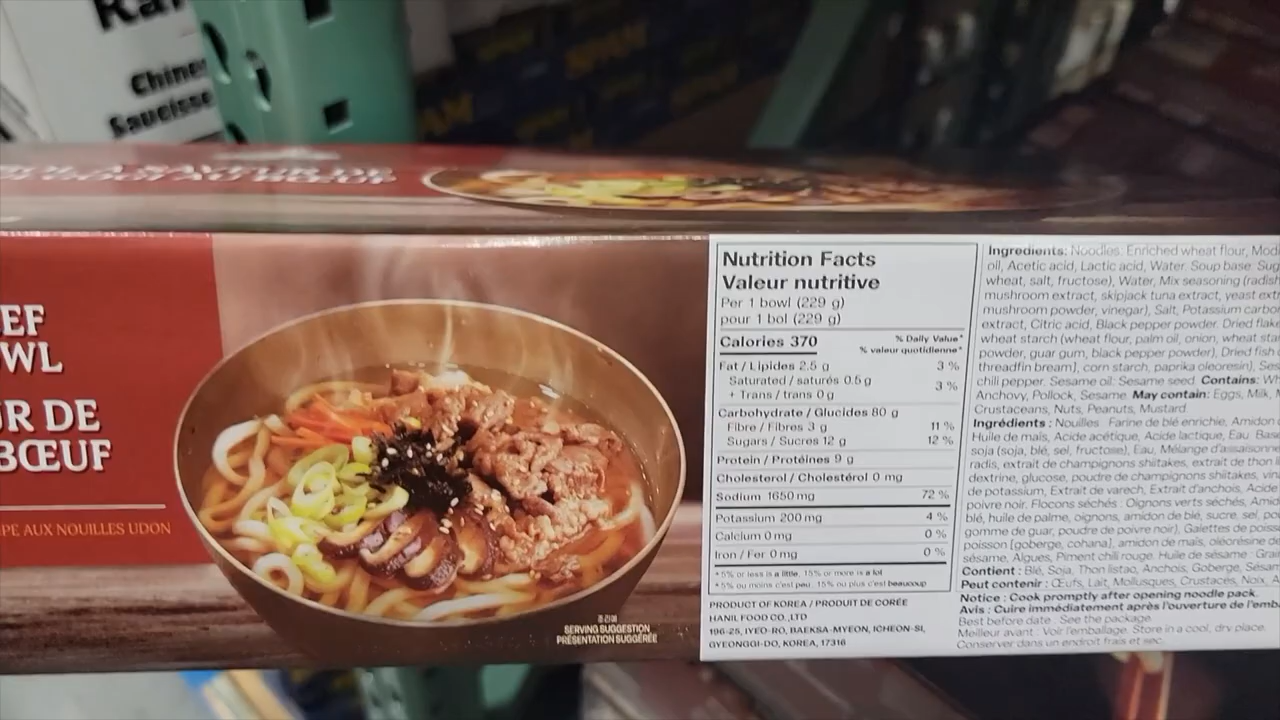 Chine
Saucisse
SPAM
EF
WL
R DE
BŒUF
AUX NOUILLES UDON
조리예
SERVING SUGGESTION
PRÉSENTATION SUGGÉRÉE
Nutrition Facts
Valeur nutritive
Per 1 bowl (229 g)
pour 1 bol (229 g)
Calories 370
% Daily Value*
% valeur quotidienne*
Fat / Lipides 2.5 g 3 %
Saturated / saturés 0.5 g
+ Trans / trans 0 g 3 %
Carbohydrate / Glucides 80 g
Fibre / Fibres 3 g 11 %
Sugars / Sucres 12 g 12 %
Protein / Protéines 9 g
Cholesterol / Cholestérol 0 mg
Sodium 1650 mg 72 %
Potassium 200 mg 4 %
Calcium 0 mg 0 %
Iron / Fer 0 mg 0 %
*5% or less is a little, 15% or more is a lot
*5% ou moins c'est peu, 15% ou plus c'est beaucoup
PRODUCT OF KOREA / PRODUIT DE CORÉE
HANIL FOOD CO.,LTD
196-25, IYEO-RO, BAEKSA-MYEON, ICHEON-SI,
GYEONGGI-DO, KOREA, 17316
Ingredients: Noodles: Enriched wheat flour, Mod
oil, Acetic acid, Lactic acid, Water. Soup base: Sug
wheat, salt, fructose), Water, Mix seasoning (radish
mushroom extract, skipjack tuna extract, yeast ext
mushroom powder, vinegar), Salt, Potassium carbo
extract, Citric acid, Black pepper powder. Dried flake
wheat starch (wheat flour, palm oil, onion, wheat sta
powder, guar gum, black pepper powder), Dried fish
threadfin bream], corn starch, paprika oleoresin), Ses
chili pepper. Sesame oil: Sesame seed. Contains: Wh
Anchovy, Pollock, Sesame. May contain: Eggs, Milk, M
Crustaceans, Nuts, Peanuts, Mustard.
Ingrédients : Nouilles : Farine de blé enrichie, Amidon
Huile de maïs, Acide acétique, Acide lactique, Eau. Bas
soja (soja, blé, sel, fructose), Eau, Mélange d'assaisonne
radis, extrait de champignons shiitakes, extrait de thon
dextrine, glucose, poudre de champignons shiitakes, vin
de potassium, Extrait de varech, Extrait d'anchois, Acide
poivre noir. Flocons séchés : Oignons verts séchés, Ami
blé, huile de palme, oignons, amidon de blé, sucre, sel, po
gomme de guar, poudre de poivre noir), Galettes de poiss
poisson [goberge, cohana], amidon de maïs, oléorésine de
sésame, Algues, Piment chili rouge. Huile de sésame : Grai
Contient : Blé, Soja, Thon listao, Anchois, Goberge, Sésam
Peut contenir : Œufs, Lait, Mollusques, Crustacés, Noix, A
Notice : Cook promptly after opening noodle pack.
Avis : Cuire immédiatement après l'ouverture de l'emb
Best before date : See the package.
Meilleur avant : Voir l'emballage. Store in a cool, dry place.
Conserver dans un endroit frais et sec.